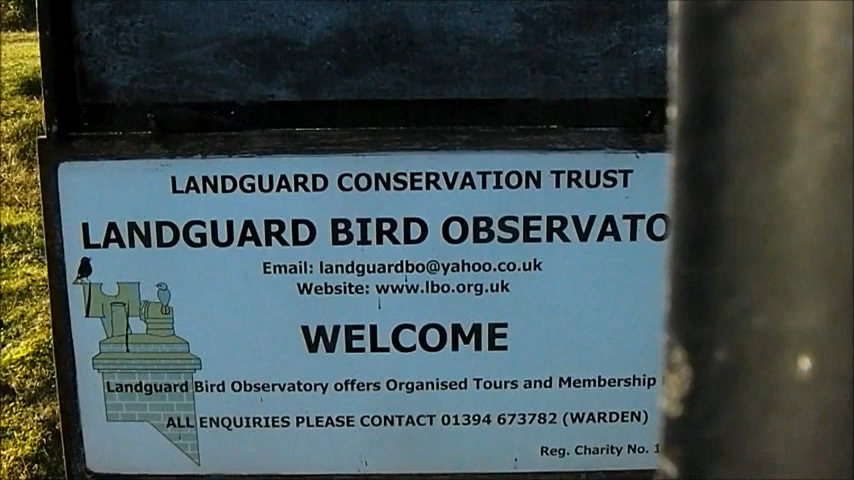 LANDGUARD CONSERVATION TRUST
LANDGUARD BIRD OBSERVATO
Email: landguardbo@yahoo.co.uk
Website: www.lbo.org.uk
WELCOME
Landguard Bird Observatory offers Organised Tours and Membership
ALL ENQUIRIES PLEASE CONTACT 01394 673782 (WARDEN)
Reg. Charity No. 1